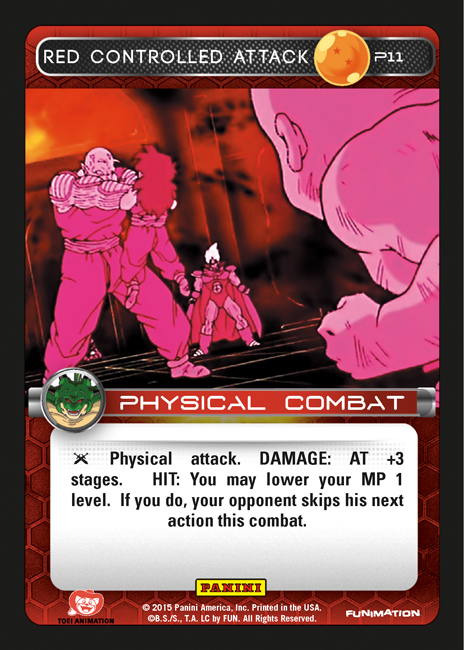 RED CONTROLLED ATTACK P11
PHYSICAL COMBAT
Physical attack. DAMAGE: AT +3
stages. HIT: You may lower your MP 1
level. If you do, your opponent skips his next
action this combat.
PANINI
© 2015 Panini America, Inc. Printed in the USA.
TOEI ANIMATION ©B.S./S., T.A. LC by FUN. All Rights Reserved. FUNIMATION